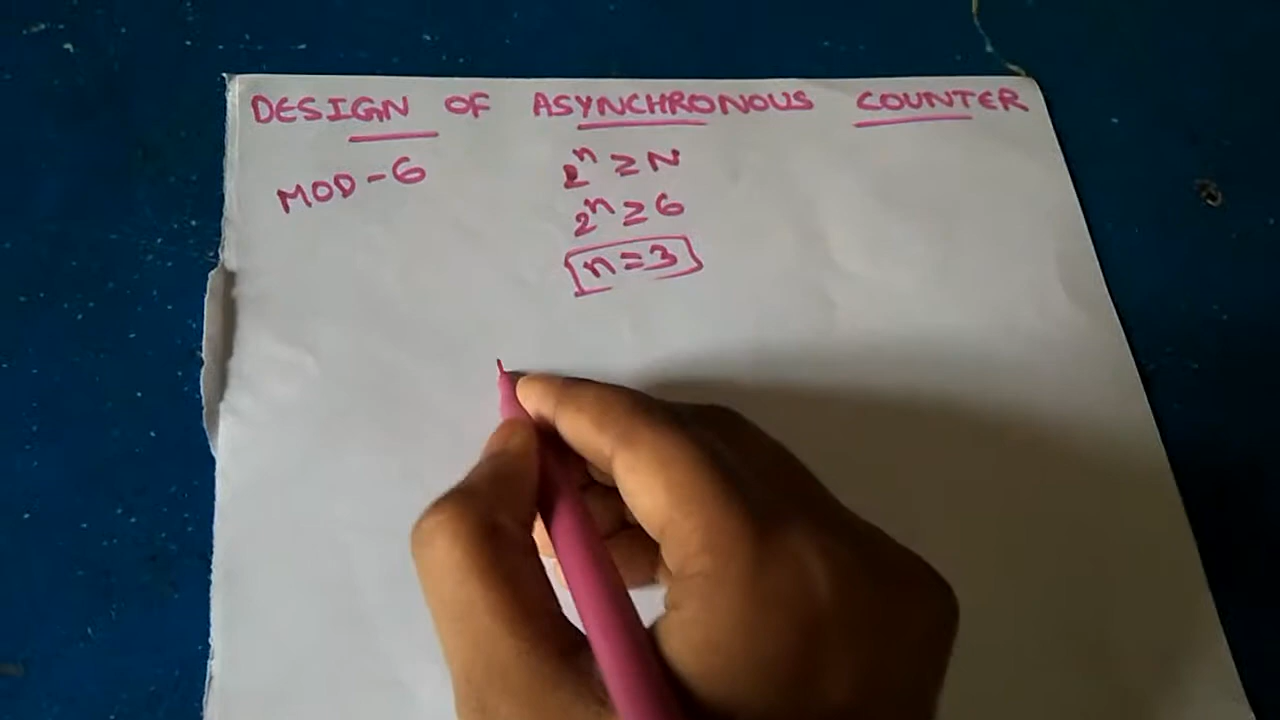 DESIGN OF ASYNCHRONOUS COUNTER
MOD-6
2ⁿ ≥ N
2ⁿ ≥ 6
n=3